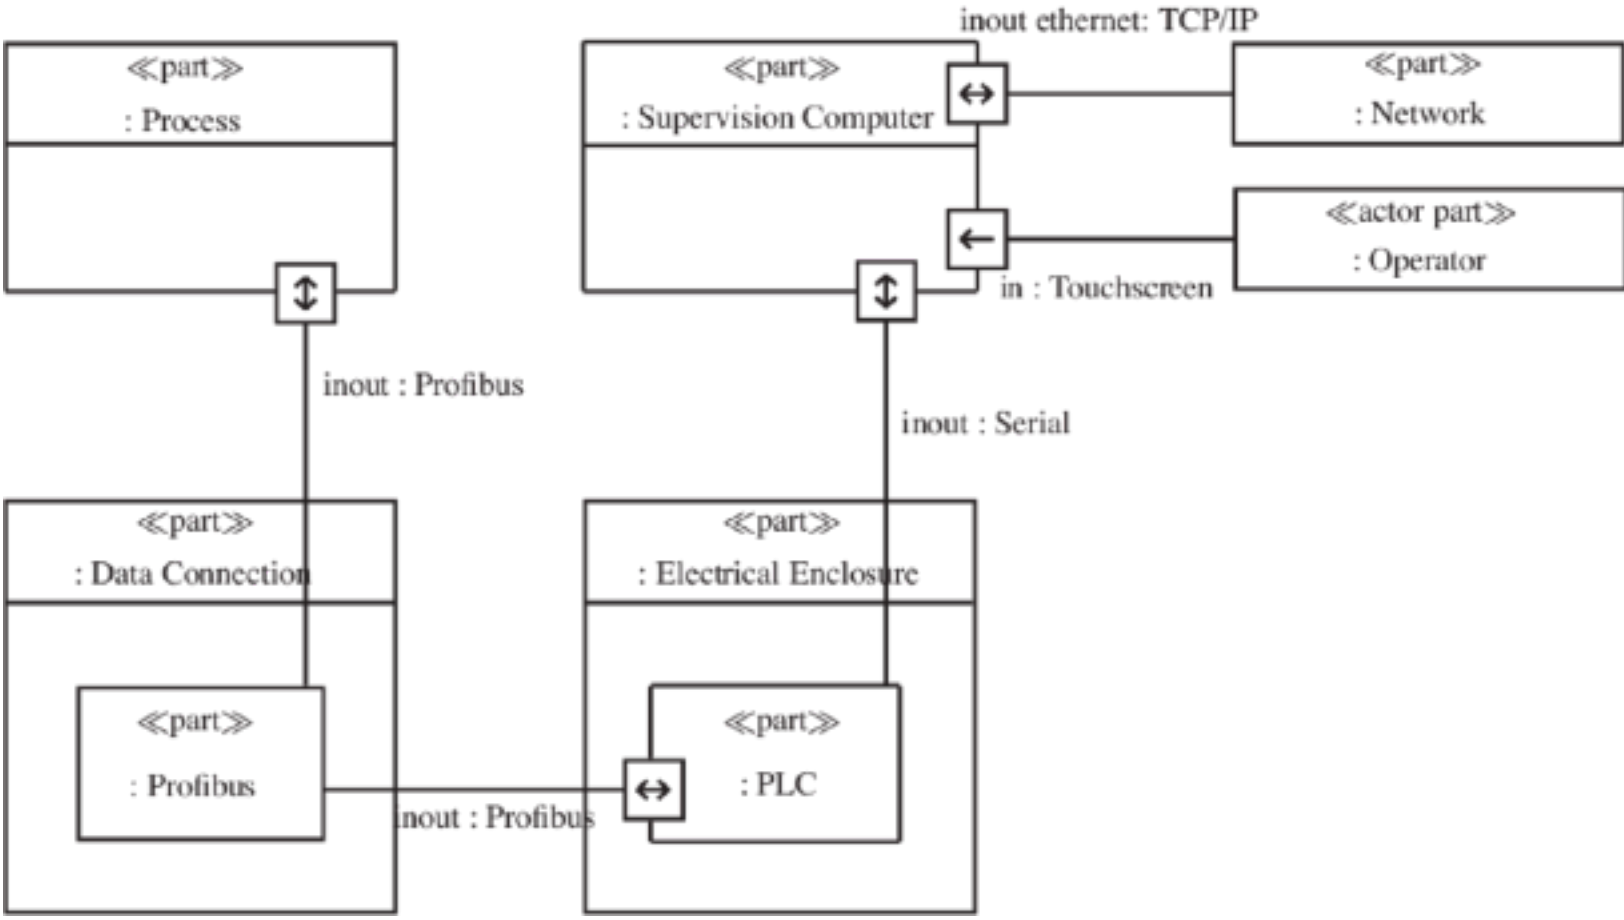 inout ethernet: TCP/IP
≪part≫
: Process
≪part≫
: Supervision Computer
≪part≫
: Network
≪actor part≫
: Operator
in : Touchscreen
inout : Profibus
inout : Serial
≪part≫
: Data Connection
≪part≫
: Electrical Enclosure
≪part≫
: Profibus
inout : Profibus
≪part≫
: PLC